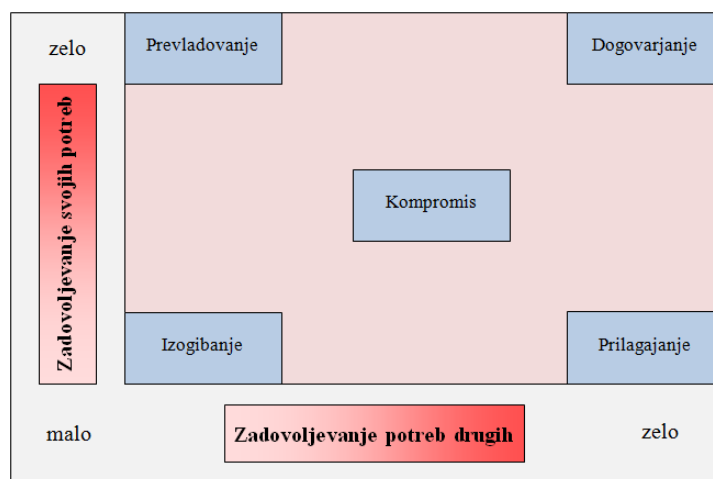 zelo
Prevladovanje
Dogovarjanje
Zadovoljevanje svojih potreb
Kompromis
Izogibanje
Prilagajanje
malo
Zadovoljevanje potreb drugih
zelo